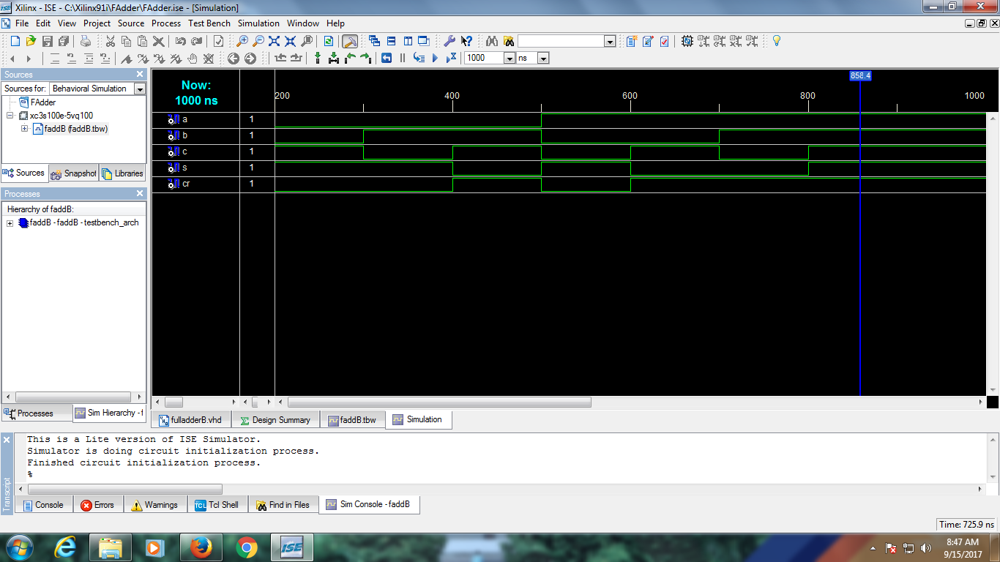 Xilinx - ISE - C:\Xilinx91i\FAdder\FAdder.ise - [Simulation]
File Edit View Project Source Process Test Bench Simulation Window Help
1000 ns
Sources
Sources for: Behavioral Simulation
FAdder
xc3s100e-5vq100
faddB (faddB.tbw)
Sources Snapshot Libraries
Processes
Hierarchy of faddB:
faddB - faddB - testbench_arch
Processes Sim Hierarchy - f
858.4
Now:
1000 ns
200 400 600 800 1000
a 1
b 1
c 1
s 1
cr 1
fulladderB.vhd Design Summary faddB.tbw Simulation
This is a Lite version of ISE Simulator.
Simulator is doing circuit initialization process.
Finished circuit initialization process.
%
Transcript
Console Errors Warnings Tcl Shell Find in Files Sim Console - faddB
Time: 725.9 ns
ISE
8:47 AM
9/15/2017